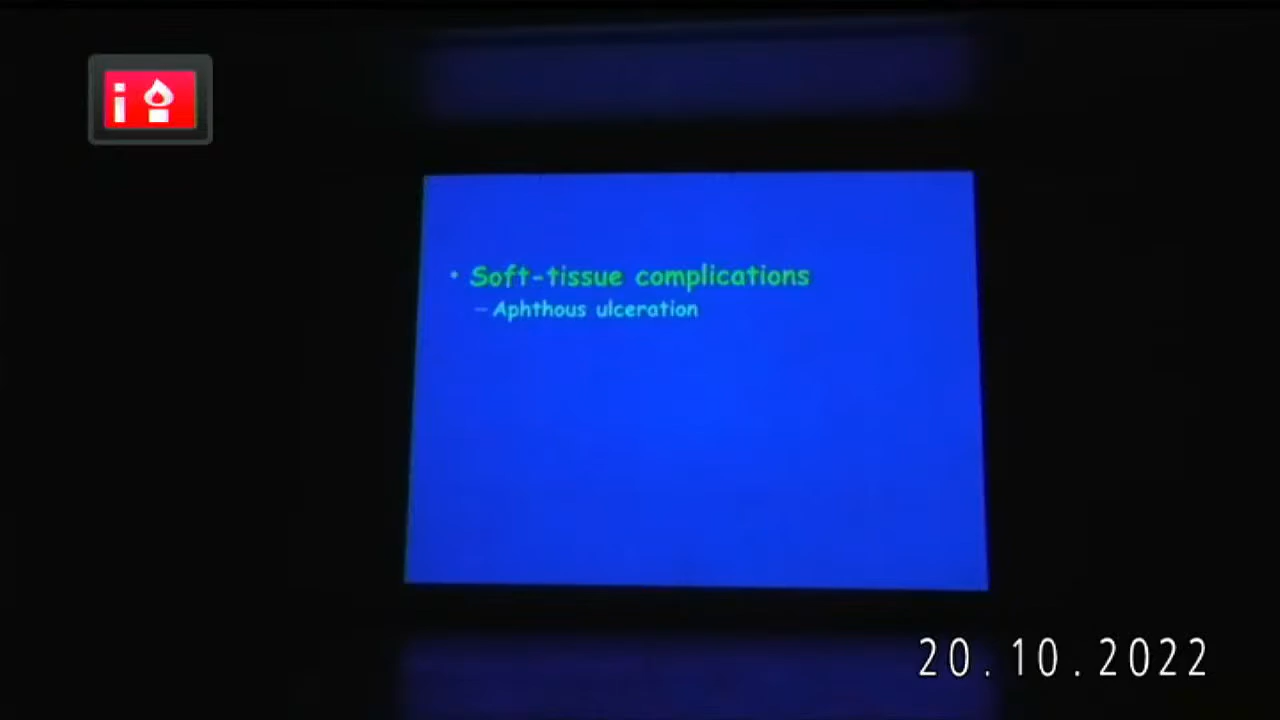 • Soft-tissue complications
– Aphthous ulceration
20.10.2022